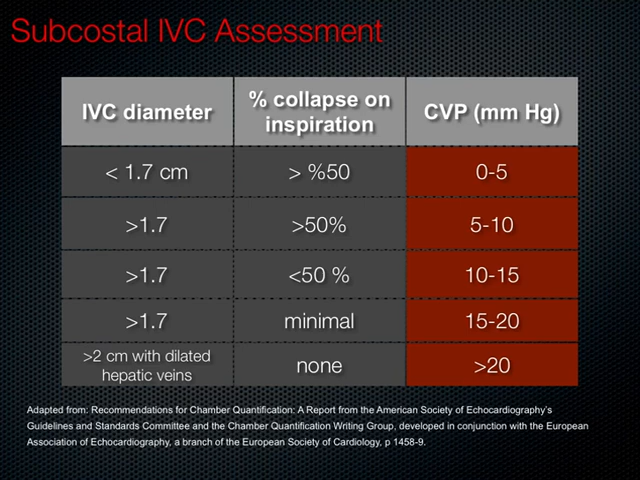 Subcostal IVC Assessment
IVC diameter
% collapse on
inspiration
CVP (mm Hg)
< 1.7 cm
> %50
0-5
>1.7
>50%
5-10
>1.7
<50 %
10-15
>1.7
minimal
15-20
>2 cm with dilated
hepatic veins
none
>20
Adapted from: Recommendations for Chamber Quantification: A Report from the American Society of Echocardiography's
Guidelines and Standards Committee and the Chamber Quantification Writing Group, developed in conjunction with the European
Association of Echocardiography, a branch of the European Society of Cardiology, p 1458-9.